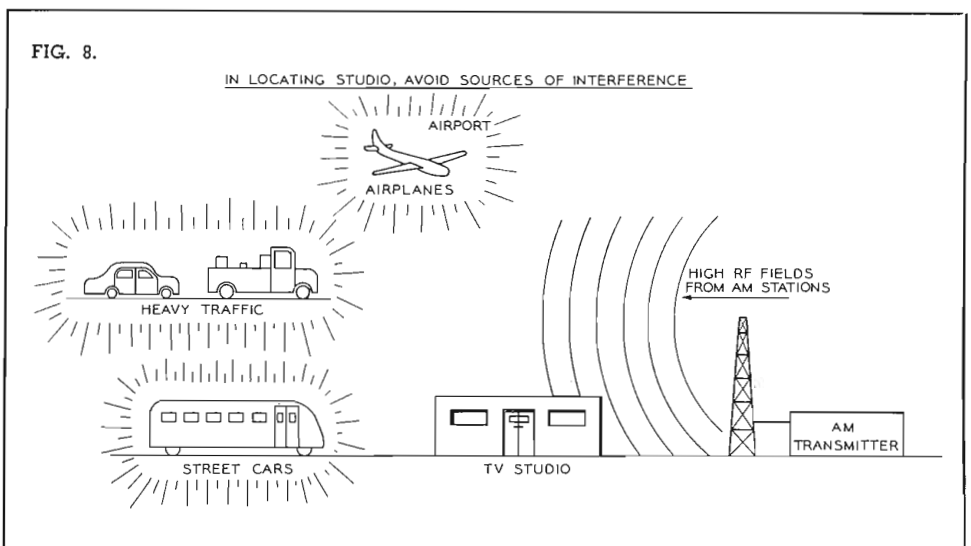 FIG. 8.
IN LOCATING STUDIO, AVOID SOURCES OF INTERFERENCE
AIRPORT
AIRPLANES
HEAVY TRAFFIC
HIGH RF FIELDS
FROM AM STATIONS
STREET CARS
TV STUDIO
AM
TRANSMITTER